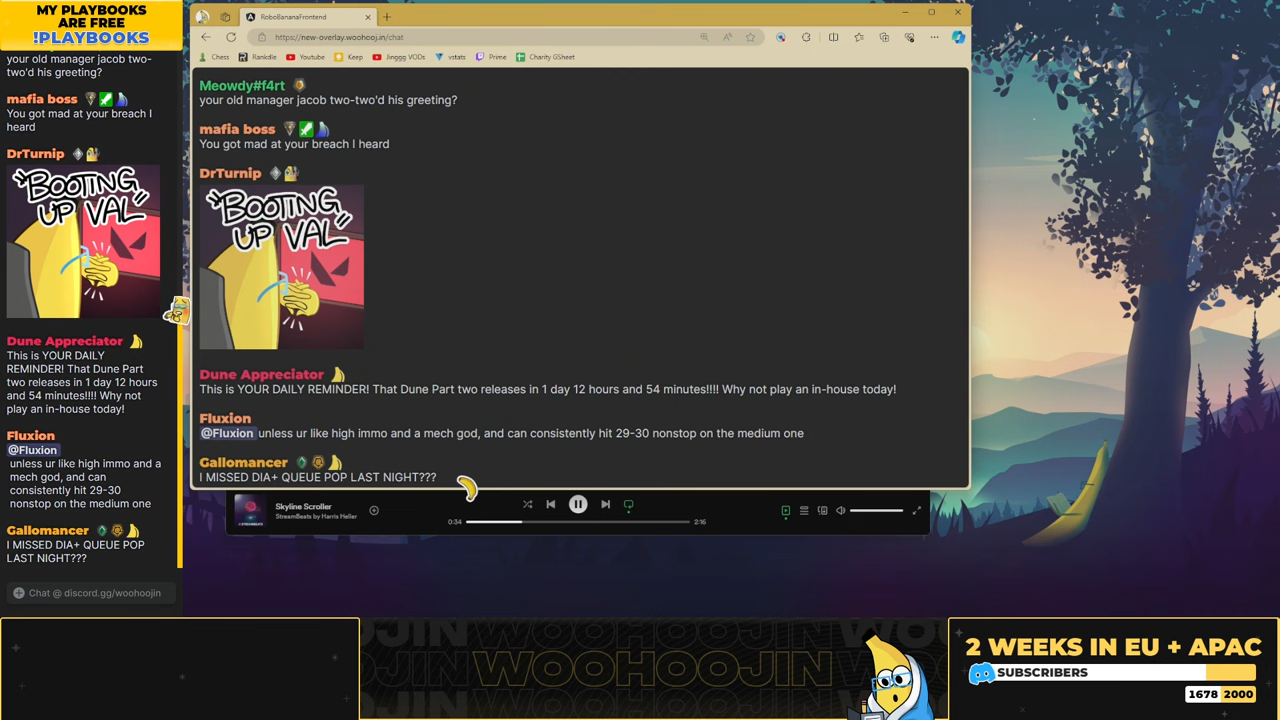 MY PLAYBOOKS
ARE FREE
!PLAYBOOKS
your old manager jacob two-
two'd his greeting?
mafia boss
You got mad at your breach I
heard
DrTurnip
"BOOTING
UP VAL"
Dune Appreciator
This is YOUR DAILY
REMINDER! That Dune Part
two releases in 1 day 12 hours
and 54 minutes!!!! Why not
play an in-house today!
Fluxion
@Fluxion
unless ur like high immo and a
mech god, and can
consistently hit 29-30
nonstop on the medium one
Gallomancer
I MISSED DIA+ QUEUE POP
LAST NIGHT???
Chat @ discord.gg/woohoojin
RoboBananaFrontend
https://new-overlay.woohooj.in/chat
Chess
Rankdle
Youtube
Keep
Jinggg VODs
vstats
Prime
Charity GSheet
Meowdy#f4rt
your old manager jacob two-two'd his greeting?
mafia boss
You got mad at your breach I heard
DrTurnip
"BOOTING
UP VAL"
Dune Appreciator
This is YOUR DAILY REMINDER! That Dune Part two releases in 1 day 12 hours and 54 minutes!!!! Why not play an in-house today!
Fluxion
@Fluxion unless ur like high immo and a mech god, and can consistently hit 29-30 nonstop on the medium one
Gallomancer
I MISSED DIA+ QUEUE POP LAST NIGHT???
Skyline Scroller
StreamBeats by Harris Heller
0:34
2:16
WOOHOOJIN
2 WEEKS IN EU + APAC
SUBSCRIBERS
1678 2000